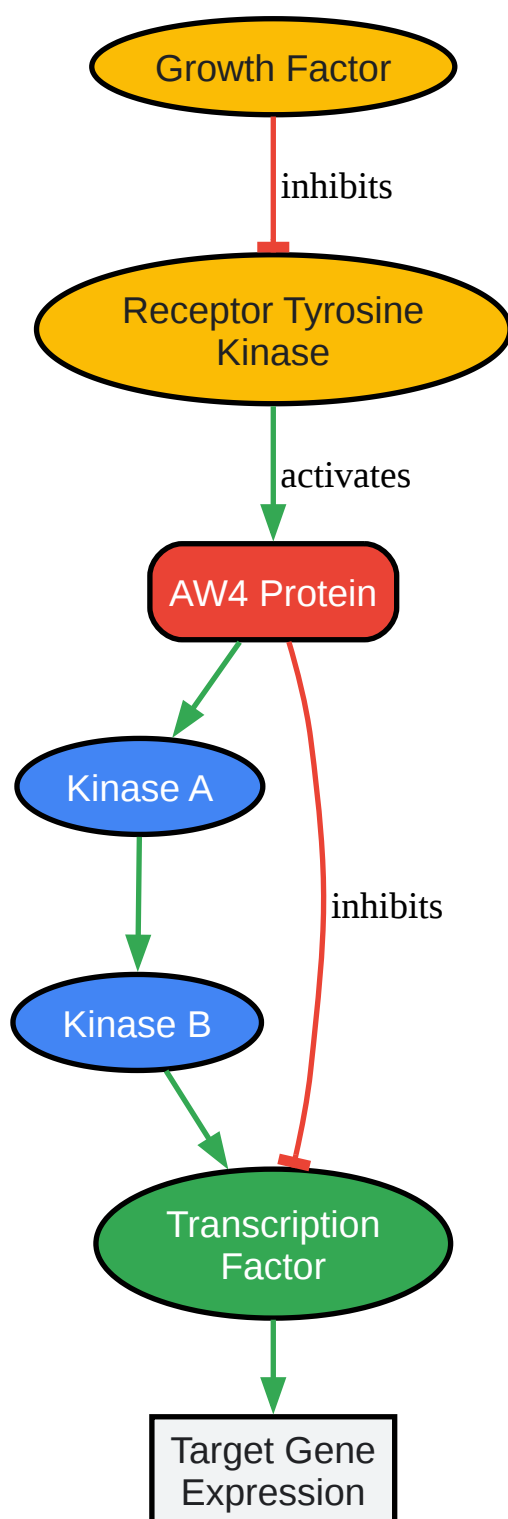 Growth Factor
inhibits
Receptor Tyrosine
Kinase
activates
AW4 Protein
Kinase A
inhibits
Kinase B
Transcription
Factor
Target Gene
Expression